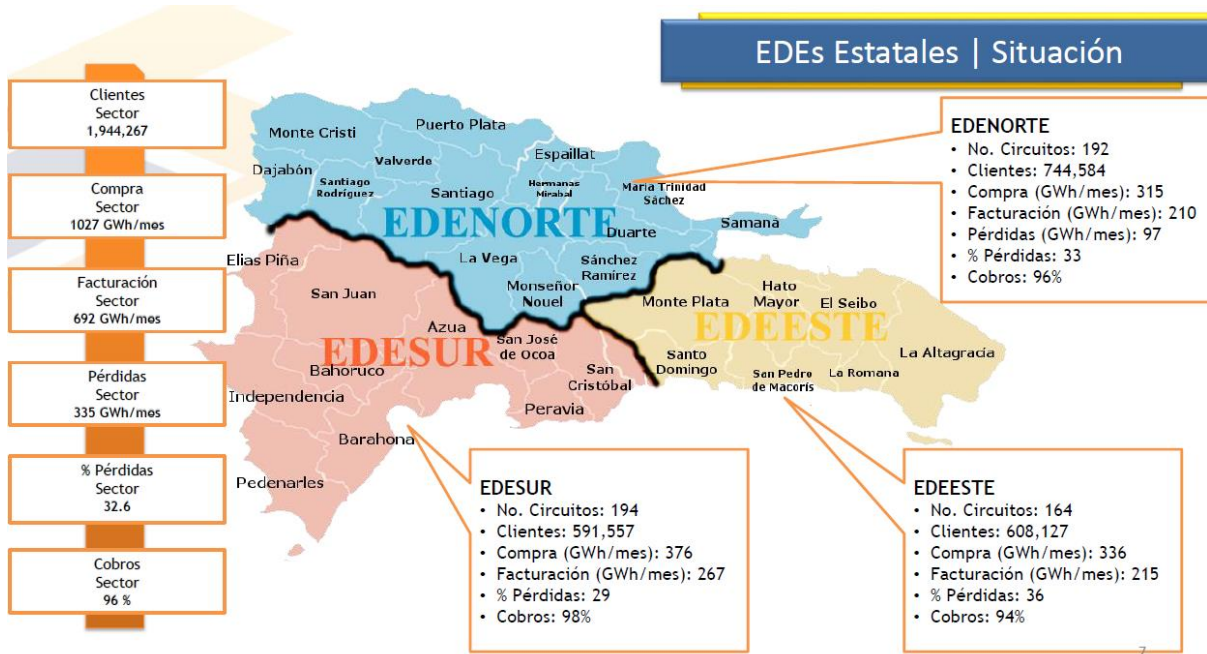 EDEs Estatales | Situación
Clientes
Sector
1,944,267
Compra
Sector
1027 GWh/mes
Facturación
Sector
692 GWh/mes
Pérdidas
Sector
335 GWh/mes
% Pérdidas
Sector
32.6
Cobros
Sector
96 %
Monte Cristi
Puerto Plata
Espaillat
Dajabón
Valverde
Santiago
Rodríguez
Santiago
Hermanas
Mirabal
Maria Trinidad
Sáchez
EDENORTE
Duarte
Samaná
La Vega
Sánchez
Ramírez
Monseñor
Nouel
Elias Piña
San Juan
Azua
EDESUR
San José
de Ocoa
San
Cristóbal
Bahoruco
Independencia
Peravia
Barahona
Pedenarles
Monte Plata
Hato
Mayor
El Seibo
EDEESTE
La Altagracía
Santo
Domingo
San Pedro
de Macorís
La Romana
EDENORTE
• No. Circuitos: 192
• Clientes: 744,584
• Compra (GWh/mes): 315
• Facturación (GWh/mes): 210
• Pérdidas (GWh/mes): 97
• % Pérdidas: 33
• Cobros: 96%
EDESUR
• No. Circuitos: 194
• Clientes: 591,557
• Compra (GWh/mes): 376
• Facturación (GWh/mes): 267
• % Pérdidas: 29
• Cobros: 98%
EDEESTE
• No. Circuitos: 164
• Clientes: 608,127
• Compra (GWh/mes): 336
• Facturación (GWh/mes): 215
• % Pérdidas: 36
• Cobros: 94%